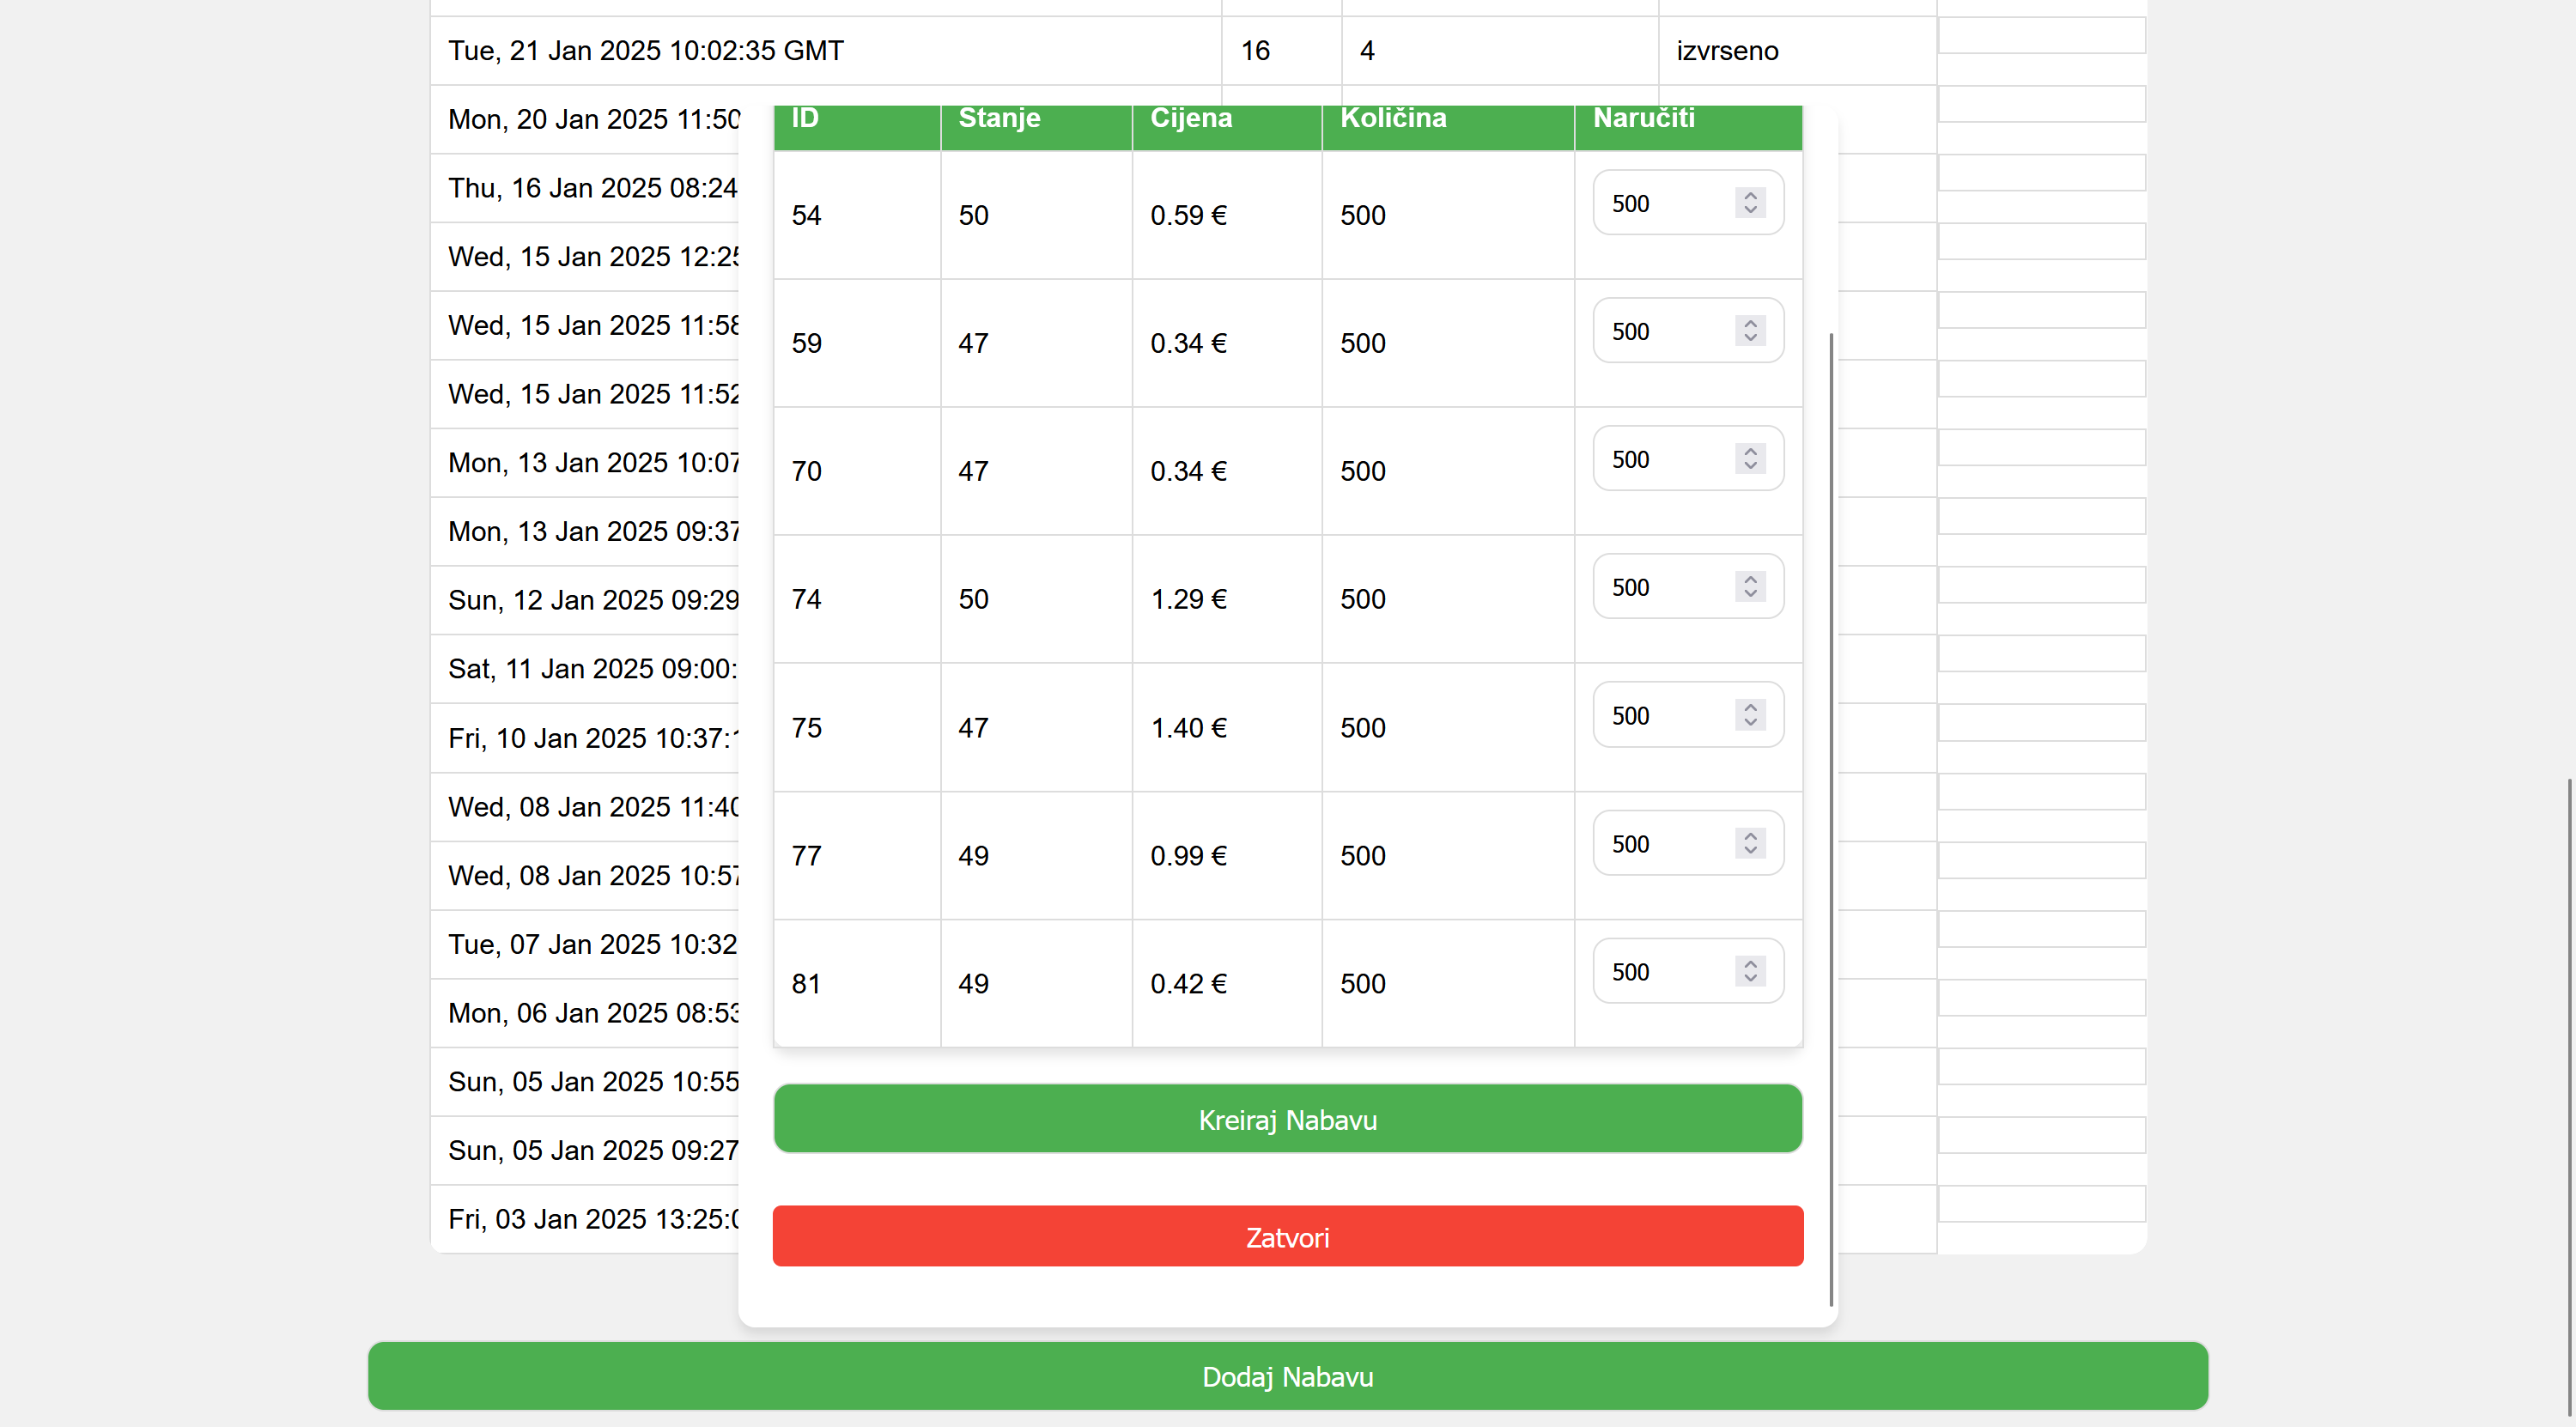 Tue, 21 Jan 2025 10:02:35 GMT 16 4 izvrseno
Mon, 20 Jan 2025 11:50
Thu, 16 Jan 2025 08:24
Wed, 15 Jan 2025 12:25
Wed, 15 Jan 2025 11:58
Wed, 15 Jan 2025 11:52
Mon, 13 Jan 2025 10:07
Mon, 13 Jan 2025 09:37
Sun, 12 Jan 2025 09:29
Sat, 11 Jan 2025 09:00:
Fri, 10 Jan 2025 10:37:1
Wed, 08 Jan 2025 11:40
Wed, 08 Jan 2025 10:57
Tue, 07 Jan 2025 10:32
Mon, 06 Jan 2025 08:53
Sun, 05 Jan 2025 10:55
Sun, 05 Jan 2025 09:27
Fri, 03 Jan 2025 13:25:0
ID Stanje Cijena Količina Naručiti
54 50 0.59 € 500 500
59 47 0.34 € 500 500
70 47 0.34 € 500 500
74 50 1.29 € 500 500
75 47 1.40 € 500 500
77 49 0.99 € 500 500
81 49 0.42 € 500 500
Kreiraj Nabavu
Zatvori
Dodaj Nabavu